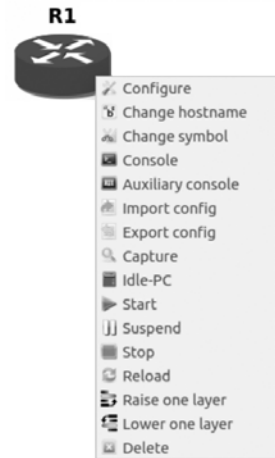 R1
Configure
Change hostname
Change symbol
Console
Auxiliary console
Import config
Export config
Capture
Idle-PC
Start
Suspend
Stop
Reload
Raise one layer
Lower one layer
Delete